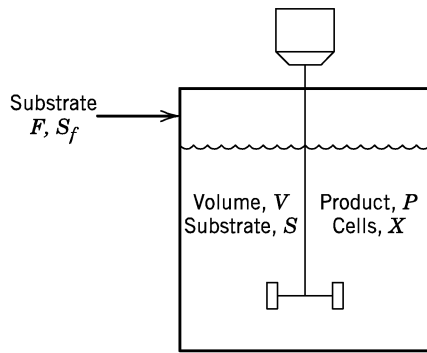 Substrate
F, S_f
Volume, V
Substrate, S
Product, P
Cells, X